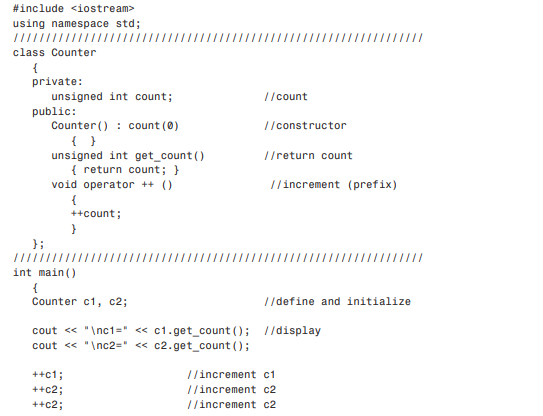 #include <iostream>
using namespace std;
////////////////////////////////////////////////////////////////
class Counter
{
private:
unsigned int count; //count
public:
Counter() : count(0) //constructor
{ }
unsigned int get_count() //return count
{ return count; }
void operator ++ () //increment (prefix)
{
++count;
}
};
////////////////////////////////////////////////////////////////
int main()
{
Counter c1, c2; //define and initialize
cout << "\nc1=" << c1.get_count(); //display
cout << "\nc2=" << c2.get_count();
++c1; //increment c1
++c2; //increment c2
++c2; //increment c2